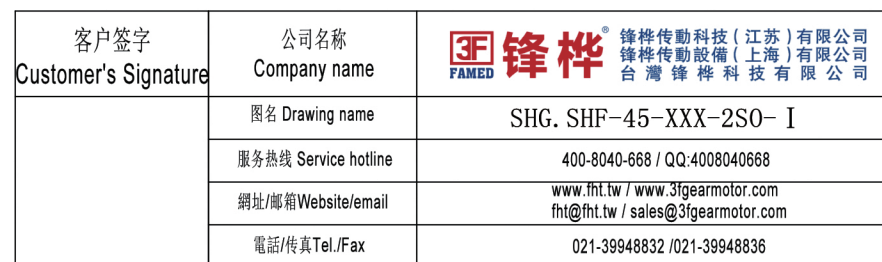 客户签字
Customer's Signature
公司名称
Company name
3F
FAMED
锋桦®
锋桦传動科技(江苏)有限公司
锋桦传動設備(上海)有限公司
台灣锋桦科技有限公司
图名 Drawing name
SHG.SHF-45-XXX-2SO-Ⅰ
服务热线 Service hotline
400-8040-668 / QQ:4008040668
網址/邮箱Website/email
www.fht.tw / www.3fgearmotor.com
fht@fht.tw / sales@3fgearmotor.com
電話/传真Tel./Fax
021-39948832 /021-39948836